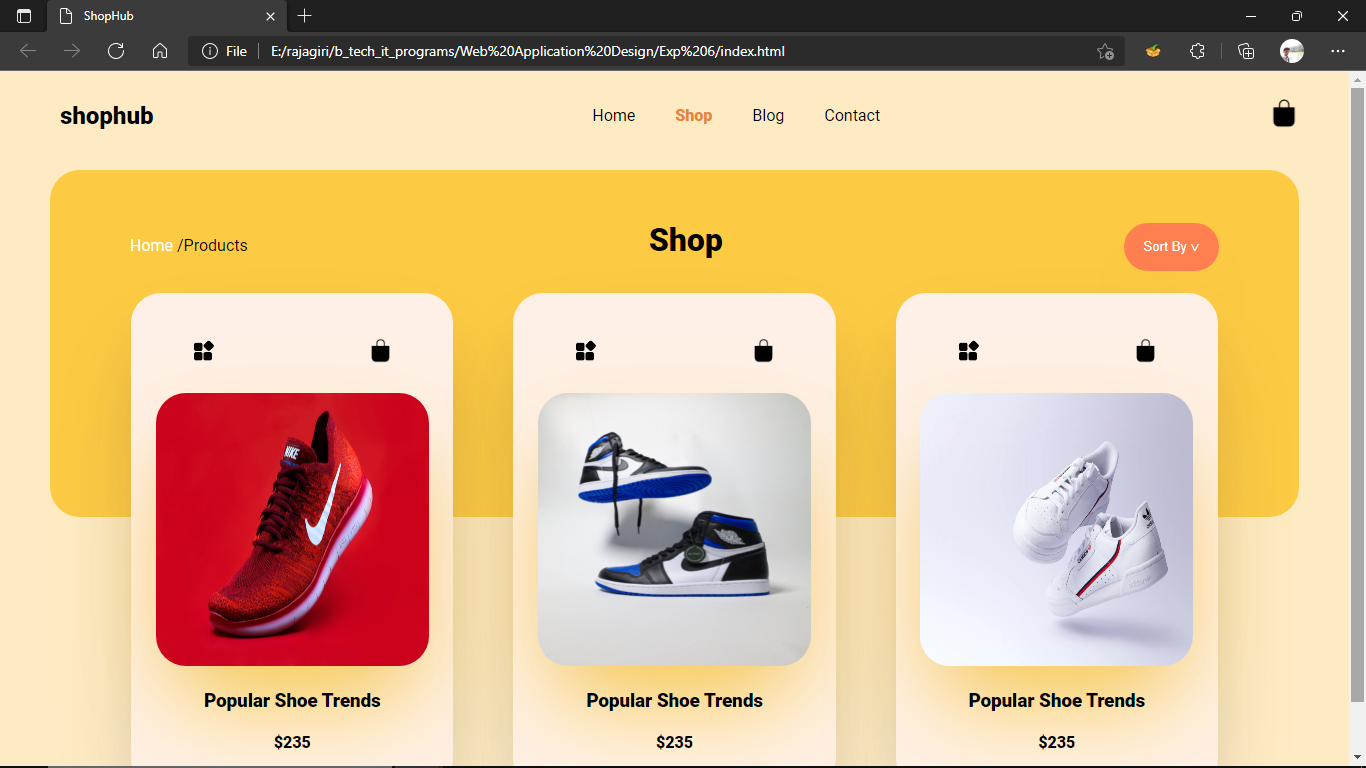 ShopHub
File
E:/rajagiri/b_tech_it_programs/Web%20Application%20Design/Exp%206/index.html
shophub
Home Shop Blog Contact
Home /Products
Shop
Sort By v
NIKE
Popular Shoe Trends
$235
Popular Shoe Trends
$235
Popular Shoe Trends
$235